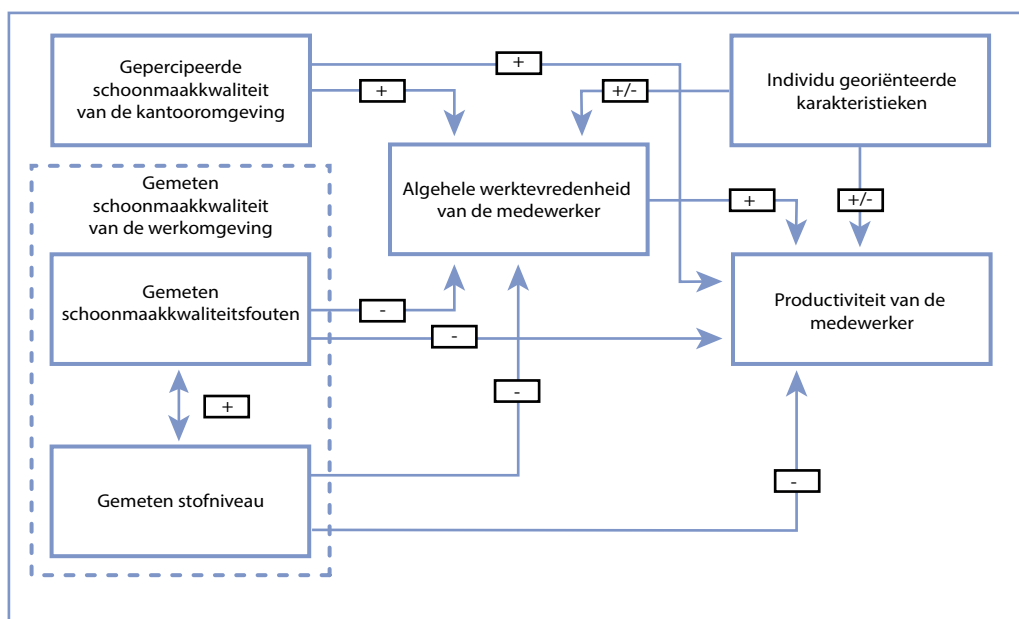 Gepercipeerde
schoonmaakkwaliteit
van de kantooromgeving
+
+
+/-
Individu georiënteerde
karakteristieken
Gemeten
schoonmaakkwaliteit
van de werkomgeving
Algehele werktevredenheid
van de medewerker
+
+/-
Gemeten
schoonmaakkwaliteitsfouten
-
-
Productiviteit van de
medewerker
+
-
Gemeten stofniveau
-